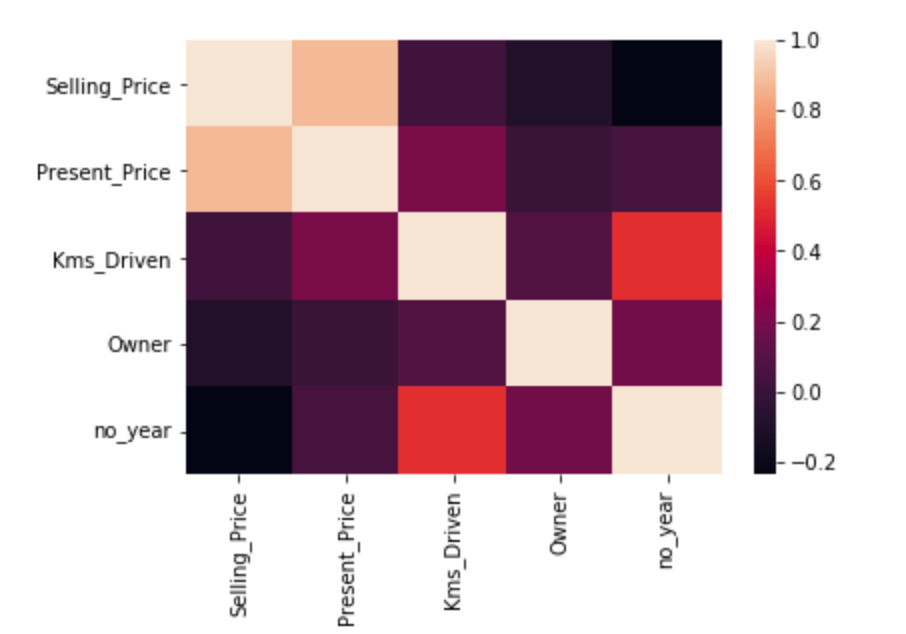 Selling_Price
Present_Price
Kms_Driven
Owner
no_year
Selling_Price
Present_Price
Kms_Driven
Owner
no_year
1.0
0.8
0.6
0.4
0.2
0.0
−0.2